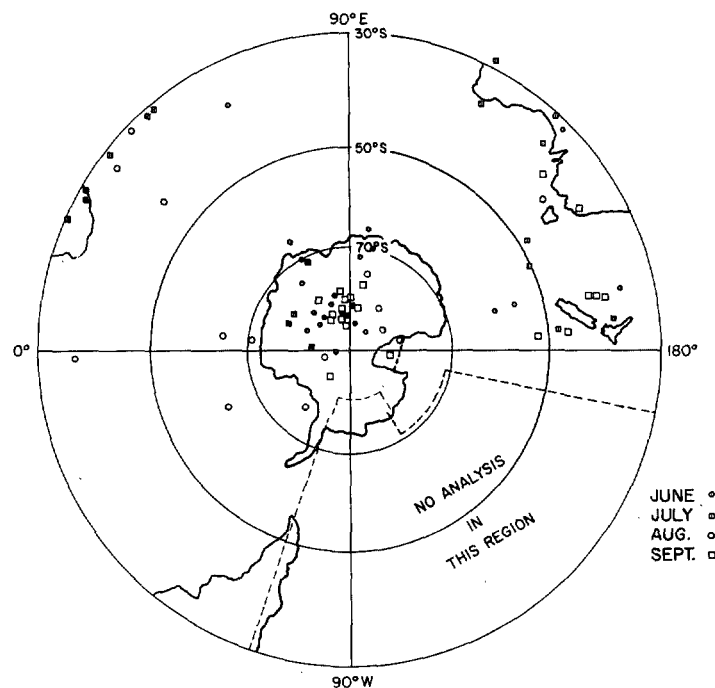 90°E
30°S
50°S
70°S
0°
180°
NO ANALYSIS
IN
THIS REGION
JUNE
JULY
AUG.
SEPT.
90°W